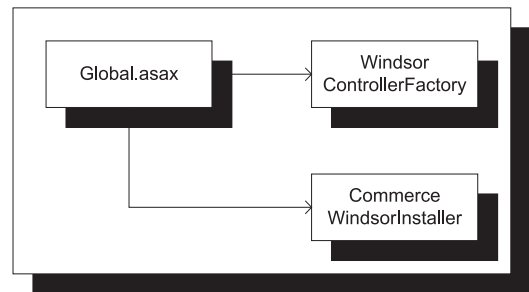 Global.asax
Windsor
ControllerFactory
Commerce
WindsorInstaller